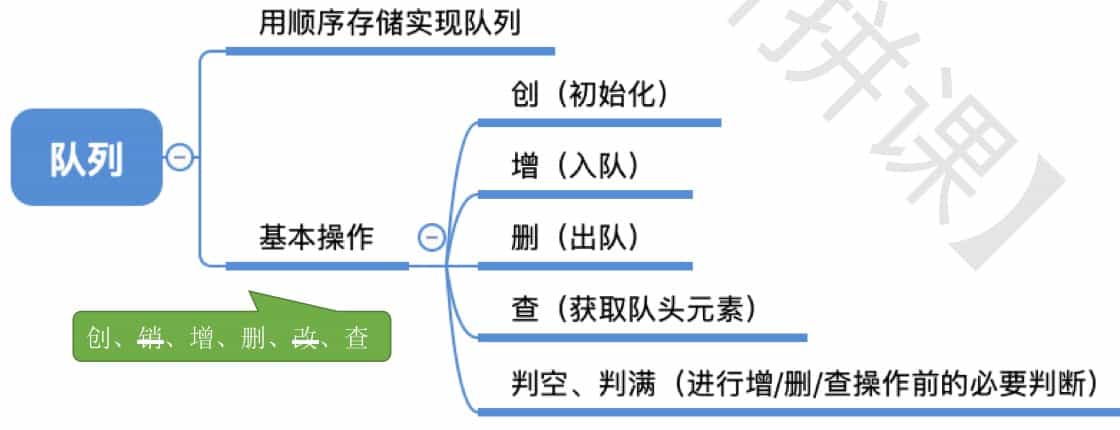 用顺序存储实现队列
创（初始化）
增（入队）
队列
基本操作
删（出队）
查（获取队头元素）
创、销、增、删、改、查
判空、判满（进行增/删/查操作前的必要判断）
拼课】